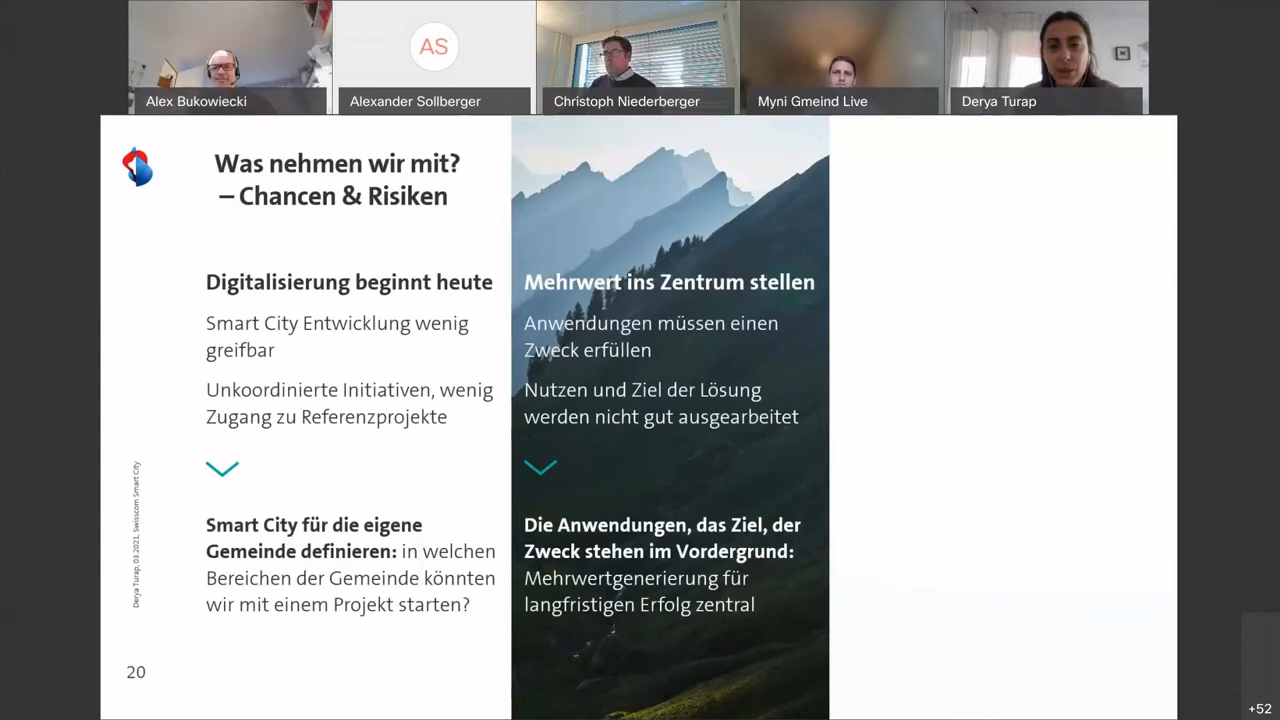 AS
Alex Bukowiecki
Alexander Sollberger
Christoph Niederberger
Myni Gmeind Live
Derya Turap
Was nehmen wir mit?
– Chancen & Risiken
Digitalisierung beginnt heute
Smart City Entwicklung wenig
greifbar
Unkoordinierte Initiativen, wenig
Zugang zu Referenzprojekte
Smart City für die eigene
Gemeinde definieren: in welchen
Bereichen der Gemeinde könnten
wir mit einem Projekt starten?
Mehrwert ins Zentrum stellen
Anwendungen müssen einen
Zweck erfüllen
Nutzen und Ziel der Lösung
werden nicht gut ausgearbeitet
Die Anwendungen, das Ziel, der
Zweck stehen im Vordergrund:
Mehrwertgenerierung für
langfristigen Erfolg zentral
Derya Turap, 03.2021, Swisscom Smart City
20
+52